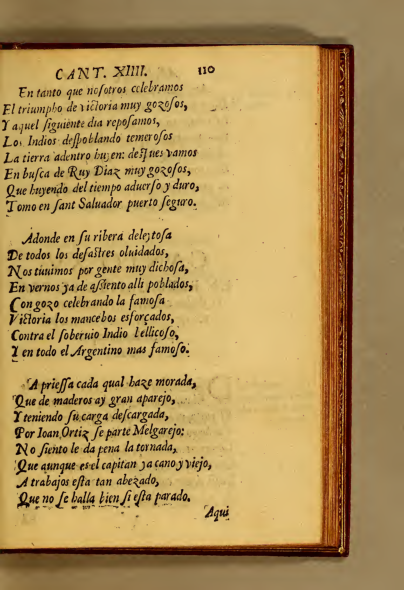 CANT. XIIII. 110
En tanto que noſotros celebramos
El triumpho de victoria muy gozoſos,
Y aquel ſiguiente dia repoſamos,
Los Indios deſpoblando temeroſos
La tierra adentro huyen: deſpues vamos
En buſca de Ruy Diaz muy gozoſos,
Que huyendo del tiempo aduerſo y duro,
Tomo en ſant Saluador puerto ſeguro.
Adonde en ſu ribera deleytoſa
De todos los deſaſtres oluidados,
Nos tuuimos por gente muy dichoſa,
En vernos ya de aſsiento alli poblados,
Con gozo celebrando la famoſa
Victoria los mancebos esforçados,
Contra el ſoberuio Indio bellicoſo,
Y en todo el Argentino mas famoſo.
A prieſſa cada qual haze morada,
Que de maderos ay gran aparejo,
Y teniendo ſu carga deſcargada,
Por Ioan Ortiz ſe parte Melgarejo:
No ſiento le da pena la tornada,
Que aunque es el capitan ya cano y viejo,
A trabajos eſta tan abezado,
Que no ſe halla bien ſi eſta parado.
Aqui